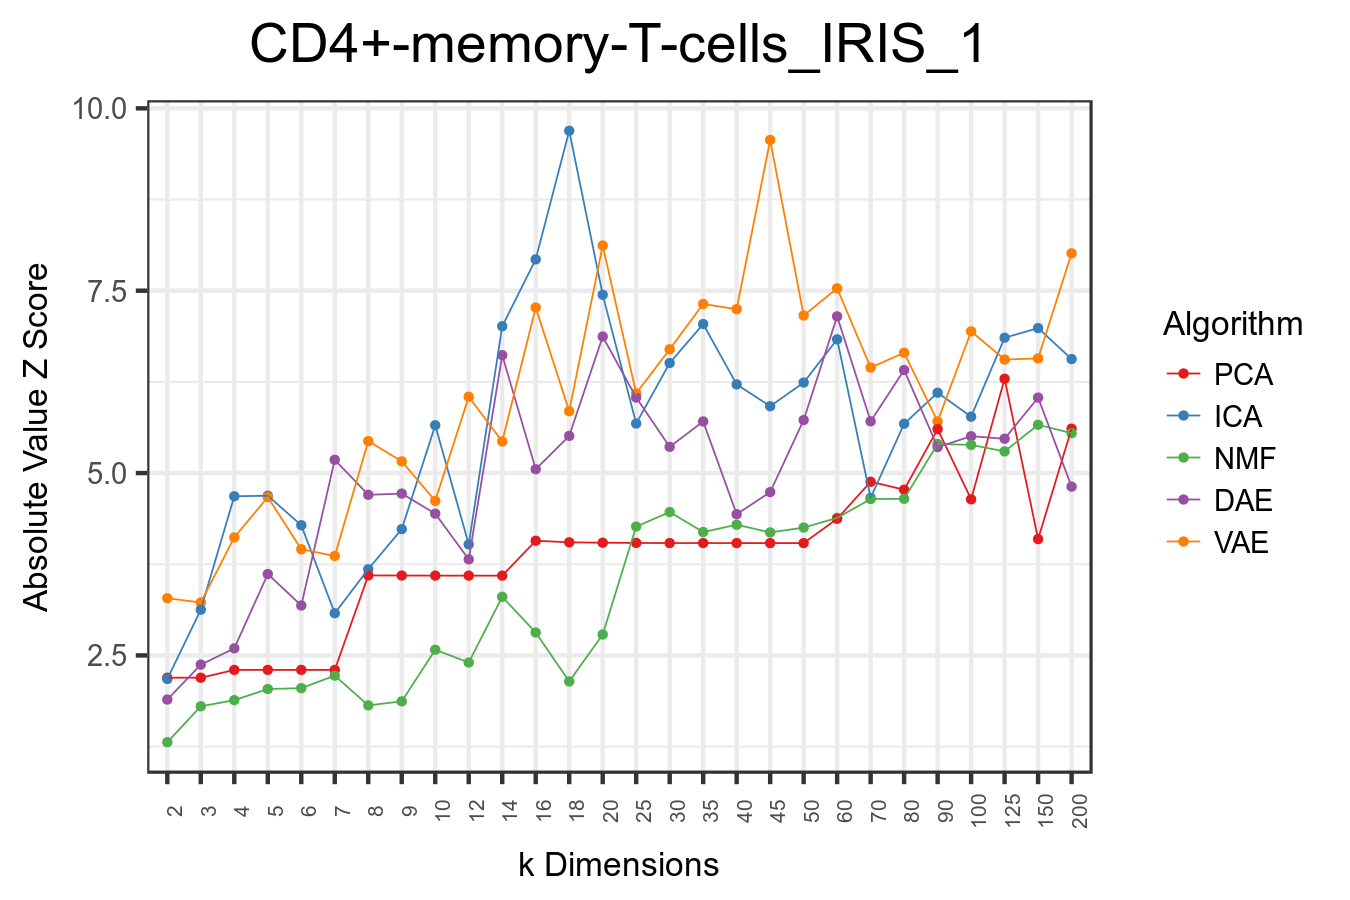 CD4+-memory-T-cells_IRIS_1
Absolute Value Z Score
10.0
7.5
5.0
2.5
2 3 4 5 6 7 8 9 10 12 14 16 18 20 25 30 35 40 45 50 60 70 80 90 100 125 150 200
k Dimensions
Algorithm
PCA
ICA
NMF
DAE
VAE